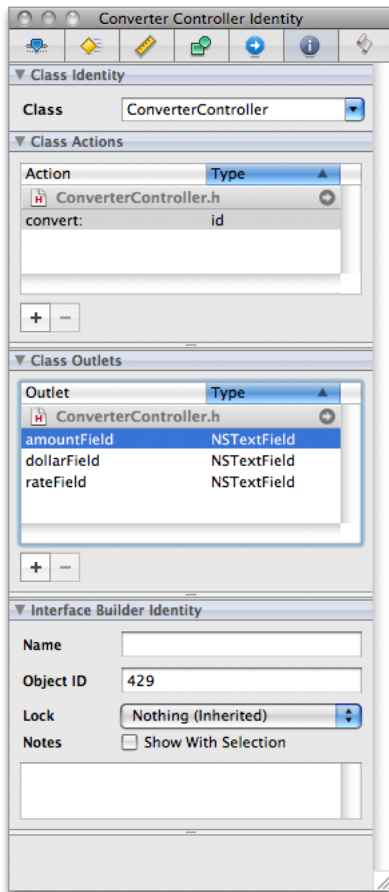 Converter Controller Identity
Class Identity
Class ConverterController
Class Actions
Action Type
ConverterController.h
convert: id
+ −
Class Outlets
Outlet Type
ConverterController.h
amountField NSTextField
dollarField NSTextField
rateField NSTextField
+ −
Interface Builder Identity
Name
Object ID 429
Lock Nothing (Inherited)
Notes Show With Selection